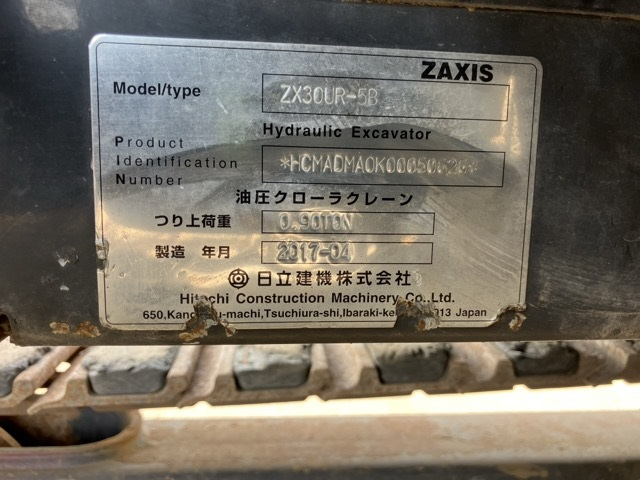 ZAXIS
Model/type ZX30UR-5B
Hydraulic Excavator
Product
Identification
Number
油圧クローラクレーン
つり上荷重 0.90TON
製造 年月 2017-04
日立建機株式会社
Hitachi Construction Machinery Co.,Ltd.
Tsuchiura-shi, Japan